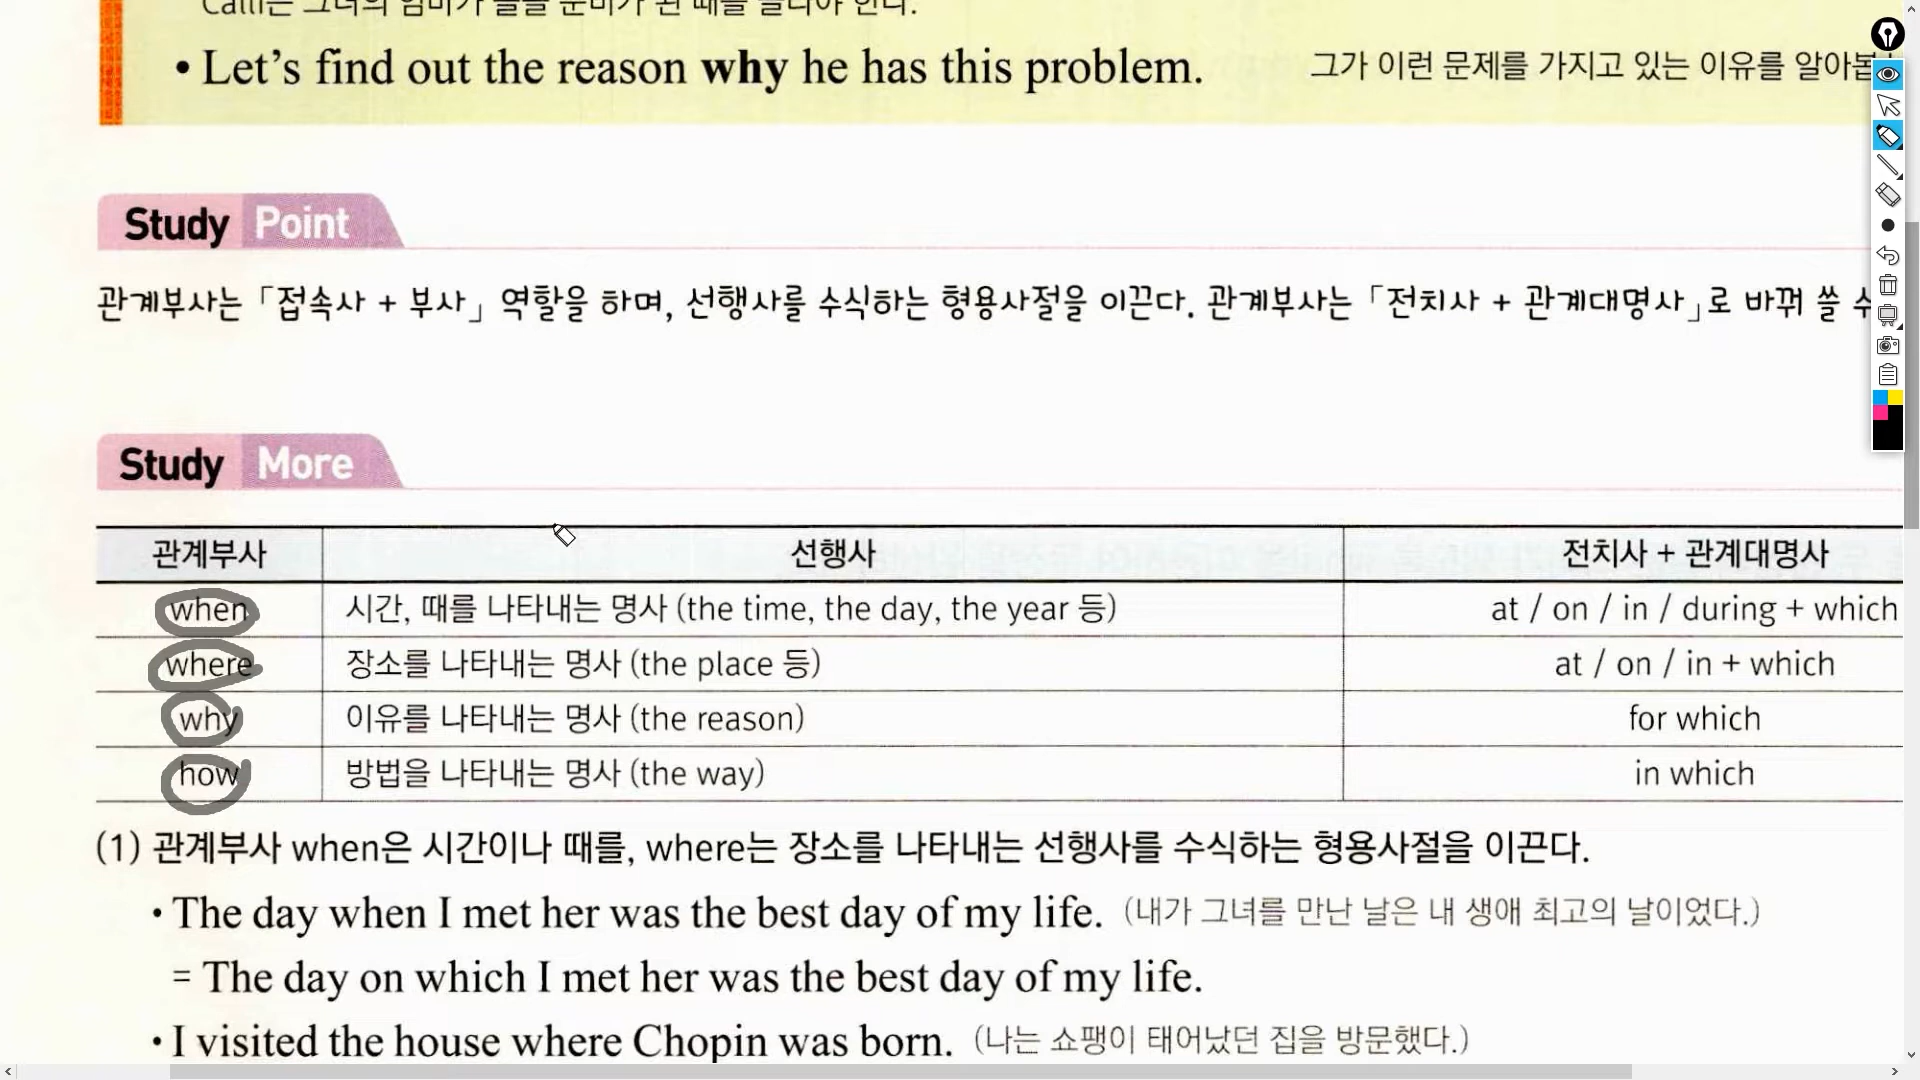 • Let's find out the reason why he has this problem. 그가 이런 문제를 가지고 있는 이유를 알아봅
Study Point
관계부사는 「접속사 + 부사」 역할을 하며, 선행사를 수식하는 형용사절을 이끈다. 관계부사는 「전치사 + 관계대명사」로 바꿔 쓸 수
Study More
관계부사 선행사 전치사 + 관계대명사
when 시간, 때를 나타내는 명사 (the time, the day, the year 등) at / on / in / during + which
where 장소를 나타내는 명사 (the place 등) at / on / in + which
why 이유를 나타내는 명사 (the reason) for which
how 방법을 나타내는 명사 (the way) in which
(1) 관계부사 when은 시간이나 때를, where는 장소를 나타내는 선행사를 수식하는 형용사절을 이끈다.
• The day when I met her was the best day of my life. (내가 그녀를 만난 날은 내 생애 최고의 날이었다.)
= The day on which I met her was the best day of my life.
• I visited the house where Chopin was born. (나는 쇼팽이 태어났던 집을 방문했다.)